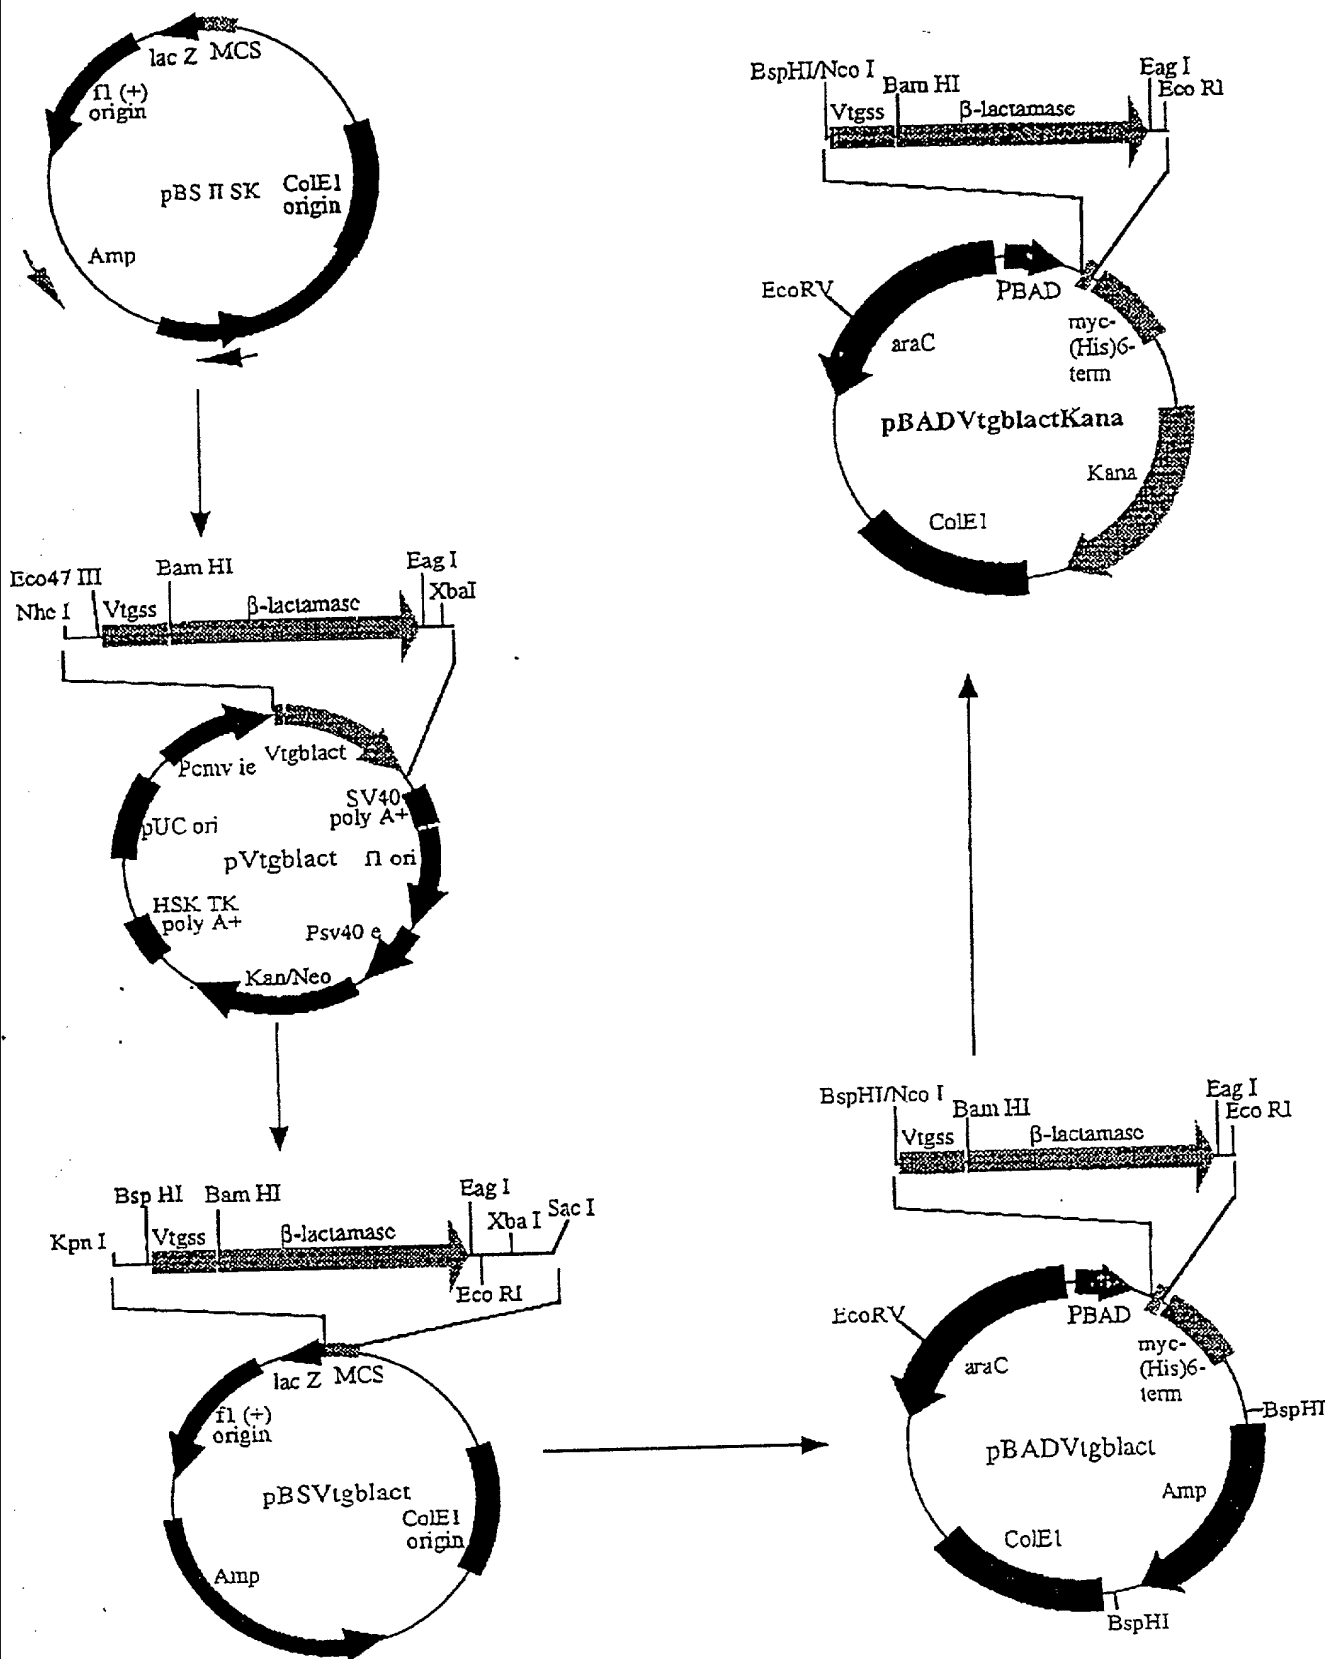 lac Z MCS
f1 (+)
origin
pBS II SK
ColE1
origin
Amp
Eco47 III
Bam HI
Eag I
Nhe I
Vtgss
β-lactamase
XbaI
Pcmv ie
Vtgblact
SV40
poly A+
pUC ori
pVtgblact
f1 ori
HSK TK
poly A+
Psv40 e
Kan/Neo
Bsp HI
Bam HI
Eag I
Kpn I
Vtgss
β-lactamase
Xba I
Sac I
Eco RI
lac Z MCS
f1 (+)
origin
pBSVtgblact
ColE1
origin
Amp
BspHI/Nco I
Bam HI
Eag I
Eco RI
Vtgss
β-lactamase
EcoRV
PBAD
araC
myc-
(His)6-
term
BspHI
pBADVtgblact
Amp
ColE1
BspHI
BspHI/Nco I
Bam HI
Eag I
Eco RI
Vtgss
β-lactamase
EcoRV
PBAD
araC
myc-
(His)6-
term
pBADVtgblactKana
Kana
ColE1